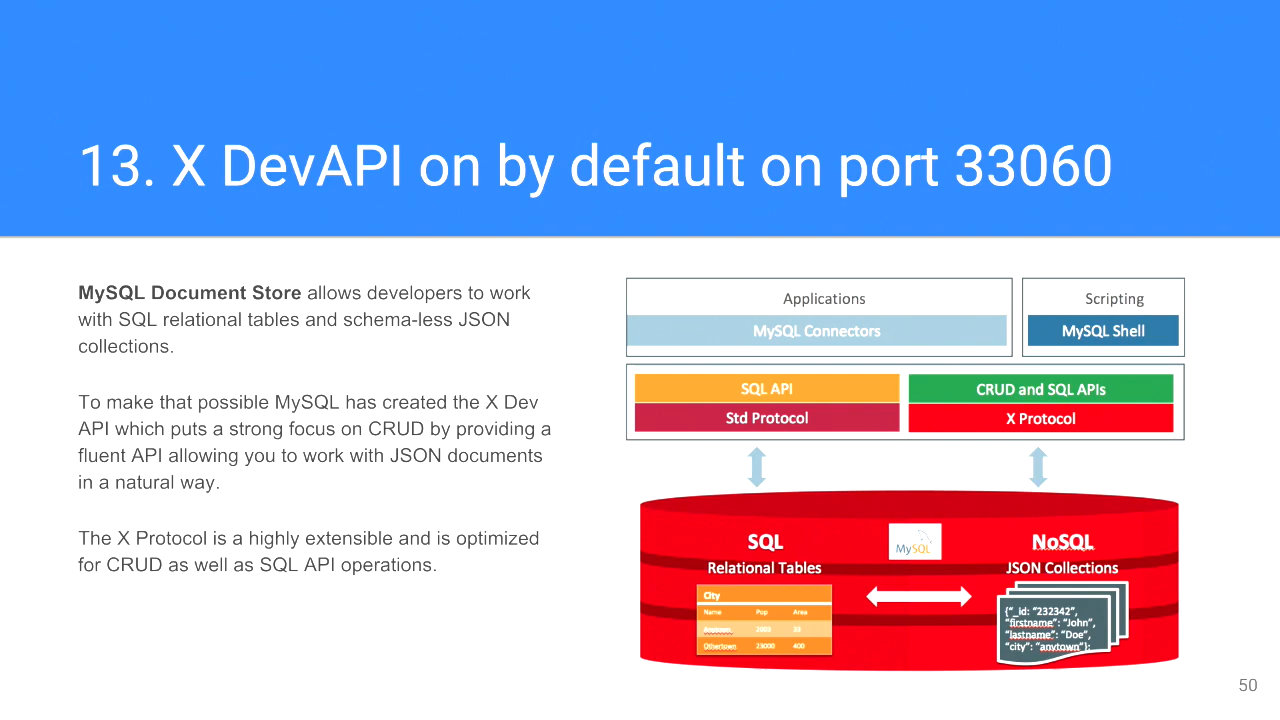 13. X DevAPI on by default on port 33060
MySQL Document Store allows developers to work
with SQL relational tables and schema-less JSON
collections.
To make that possible MySQL has created the X Dev
API which puts a strong focus on CRUD by providing a
fluent API allowing you to work with JSON documents
in a natural way.
The X Protocol is a highly extensible and is optimized
for CRUD as well as SQL API operations.
Applications
MySQL Connectors
Scripting
MySQL Shell
SQL API
Std Protocol
CRUD and SQL APIs
X Protocol
SQL
Relational Tables
MySQL
NoSQL
JSON Collections
City
Name Pop Area
Othertown 23000 400
{"_id: "232342",
"firstname": "John",
"lastname": "Doe",
"city": "anytown"};
50